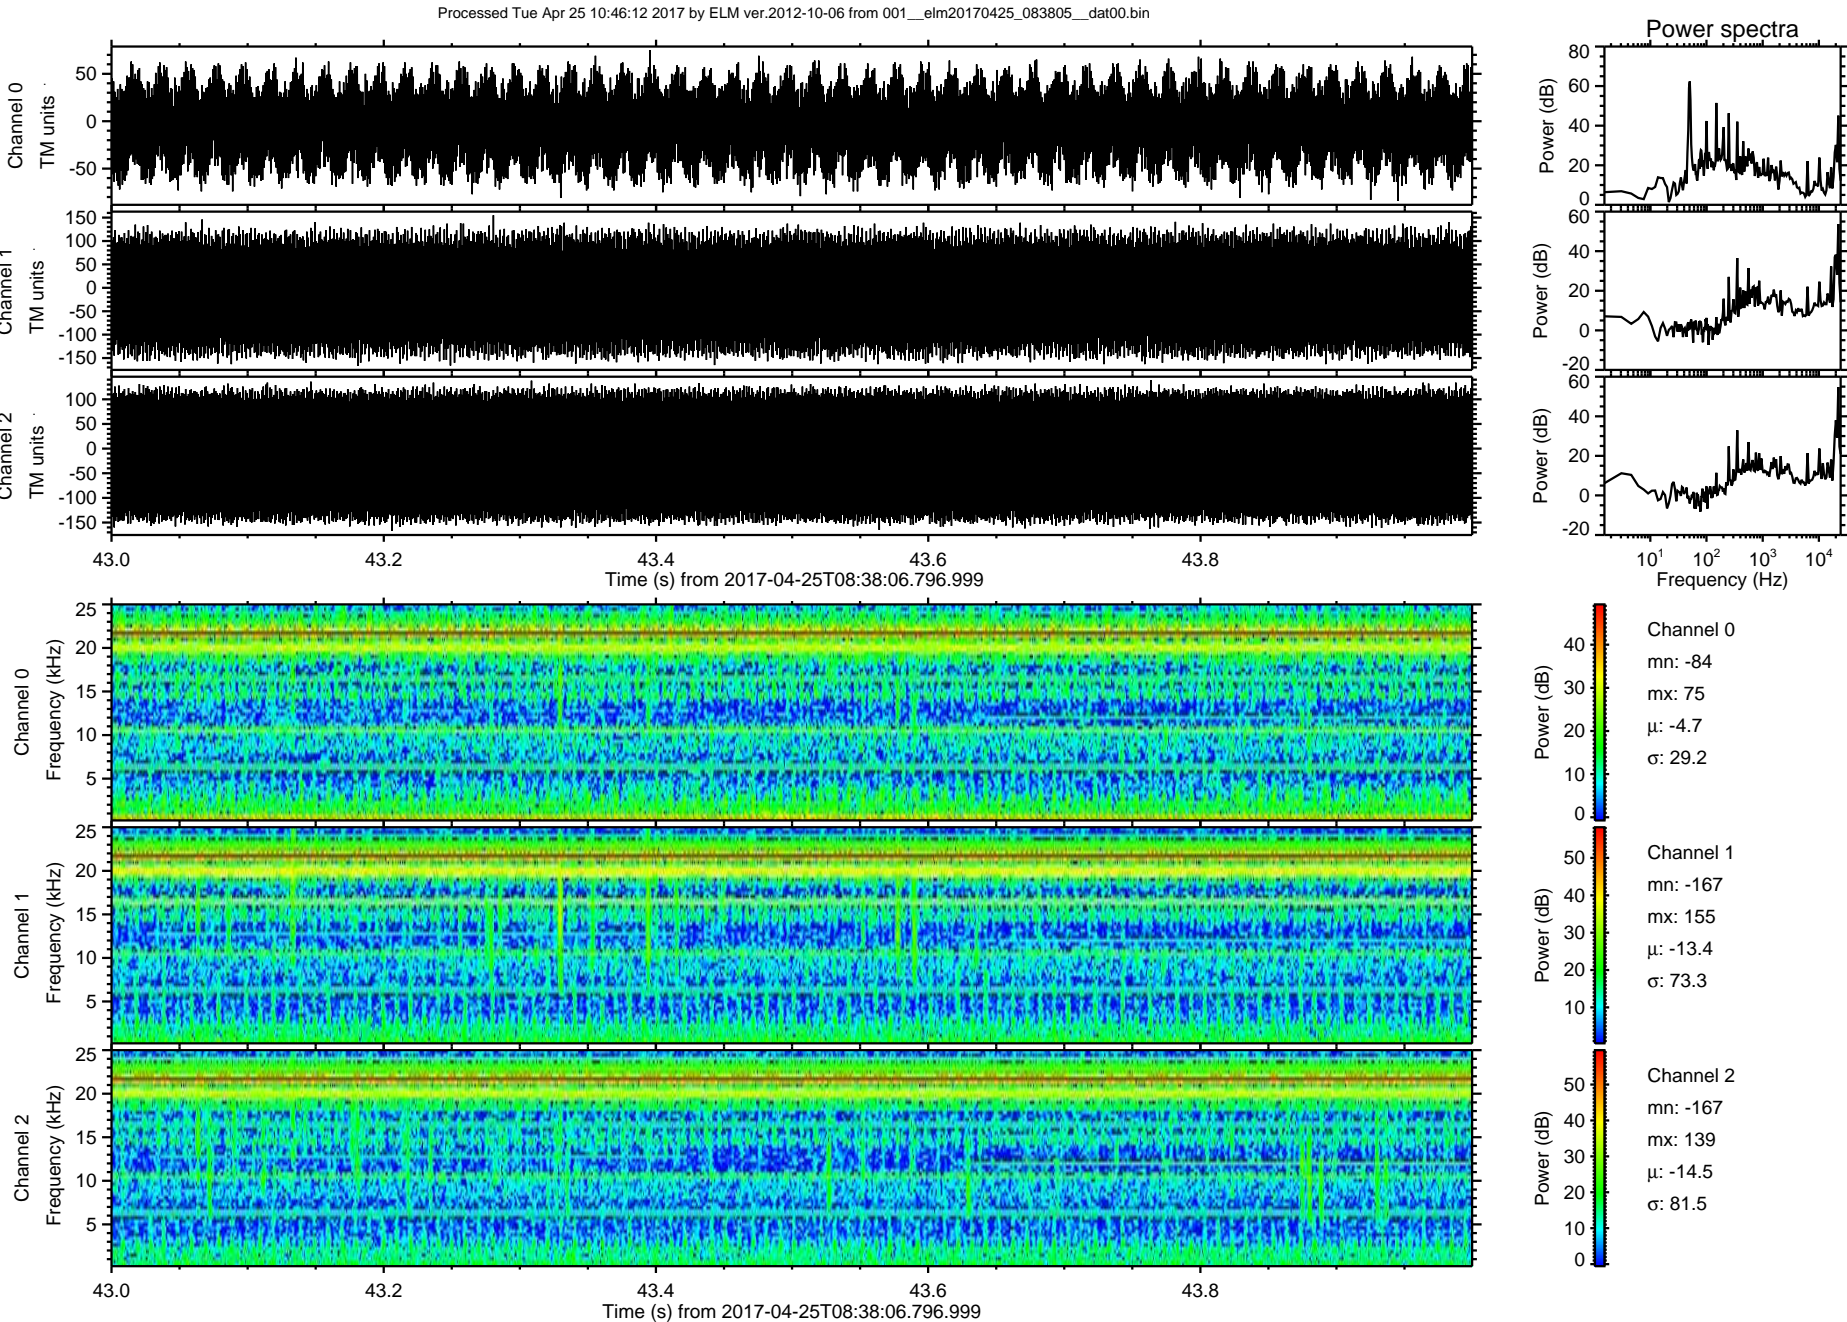 Processed Tue Apr 25 10:46:12 2017 by ELM ver.2012-10-06 from 001__elm20170425_083805__dat00.bin
Power spectra
Channel 0
TM units
50
0
-50
Power (dB)
80
60
40
20
0
Channel 1
TM units
150
100
50
0
-50
-100
-150
Power (dB)
60
40
20
0
-20
Channel 2
TM units
100
50
0
-50
-100
-150
Power (dB)
60
40
20
0
-20
43.0 43.2 43.4 43.6 43.8
Time (s) from 2017-04-25T08:38:06.796.999
10¹ 10² 10³ 10⁴
Frequency (Hz)
Channel 0
Frequency (kHz)
25
20
15
10
5
Power (dB)
40
30
20
10
0
Channel 0
mn: -84
mx: 75
μ: -4.7
σ: 29.2
Channel 1
Frequency (kHz)
25
20
15
10
5
Power (dB)
50
40
30
20
10
Channel 1
mn: -167
mx: 155
μ: -13.4
σ: 73.3
Channel 2
Frequency (kHz)
25
20
15
10
5
Power (dB)
50
40
30
20
10
0
Channel 2
mn: -167
mx: 139
μ: -14.5
σ: 81.5
43.0 43.2 43.4 43.6 43.8
Time (s) from 2017-04-25T08:38:06.796.999